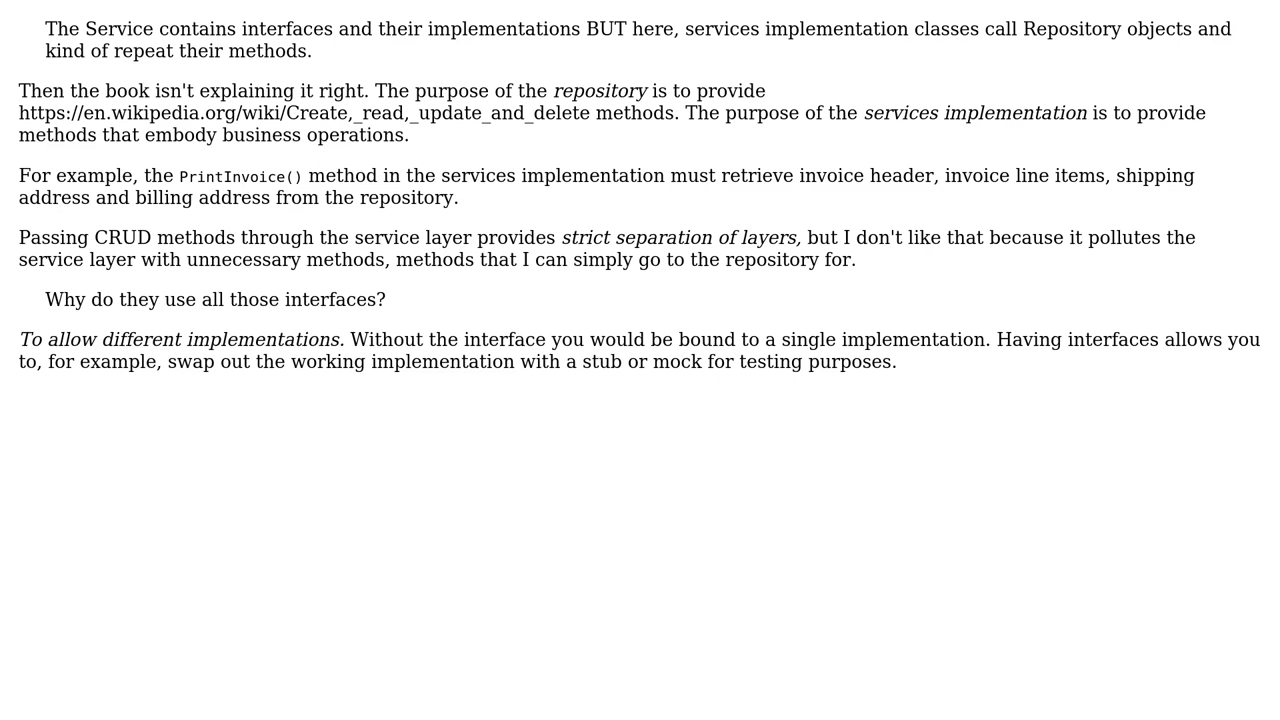 The Service contains interfaces and their implementations BUT here, services implementation classes call Repository objects and
kind of repeat their methods.
Then the book isn't explaining it right. The purpose of the repository is to provide
https://en.wikipedia.org/wiki/Create,_read,_update_and_delete methods. The purpose of the services implementation is to provide
methods that embody business operations.
For example, the PrintInvoice() method in the services implementation must retrieve invoice header, invoice line items, shipping
address and billing address from the repository.
Passing CRUD methods through the service layer provides strict separation of layers, but I don't like that because it pollutes the
service layer with unnecessary methods, methods that I can simply go to the repository for.
Why do they use all those interfaces?
To allow different implementations. Without the interface you would be bound to a single implementation. Having interfaces allows you
to, for example, swap out the working implementation with a stub or mock for testing purposes.